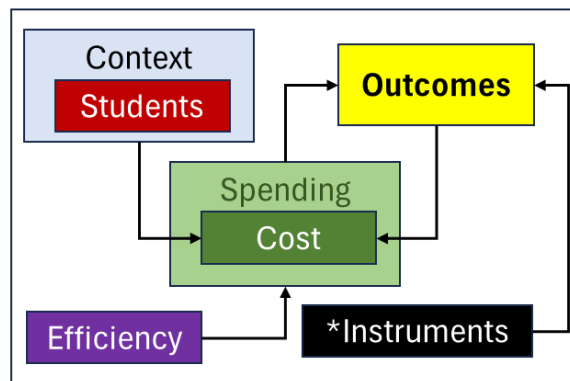 Context
Students
Outcomes
Spending
Cost
Efficiency
*Instruments